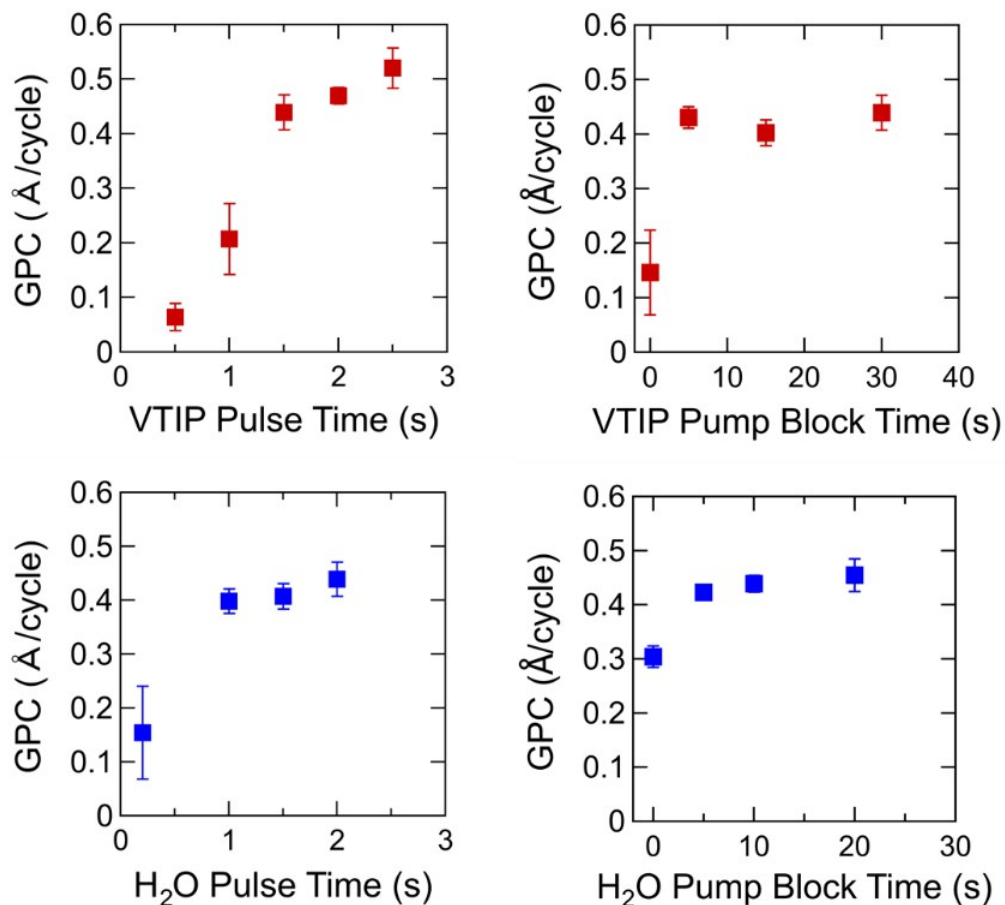 GPC ( Å/cycle)
0.6
0.5
0.4
0.3
0.2
0.1
0
0 1 2 3
VTIP Pulse Time (s)
GPC (Å/cycle)
0.6
0.5
0.4
0.3
0.2
0.1
0
0 10 20 30 40
VTIP Pump Block Time (s)
GPC ( Å/cycle)
0.6
0.5
0.4
0.3
0.2
0.1
0
0 1 2 3
H₂O Pulse Time (s)
GPC (Å/cycle)
0.6
0.5
0.4
0.3
0.2
0.1
0
0 10 20 30
H₂O Pump Block Time (s)